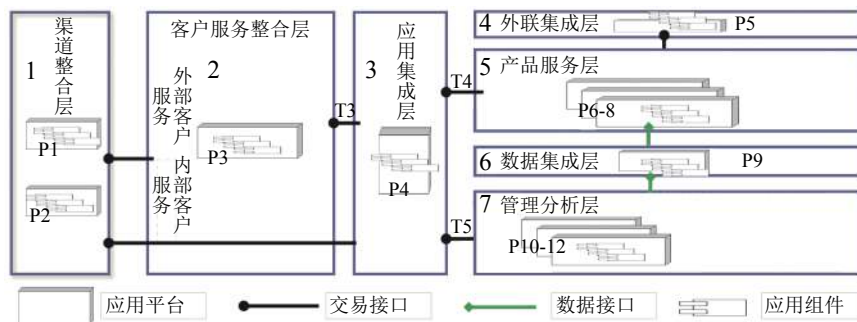 1
渠道整合层
P1
P2
客户服务整合层
2
外部客户
服务
内部客户
服务
P3
T3
3
应用集成层
P4
T4
T5
4 外联集成层
P5
5 产品服务层
P6-8
6 数据集成层
P9
7 管理分析层
P10-12
应用平台
交易接口
数据接口
应用组件